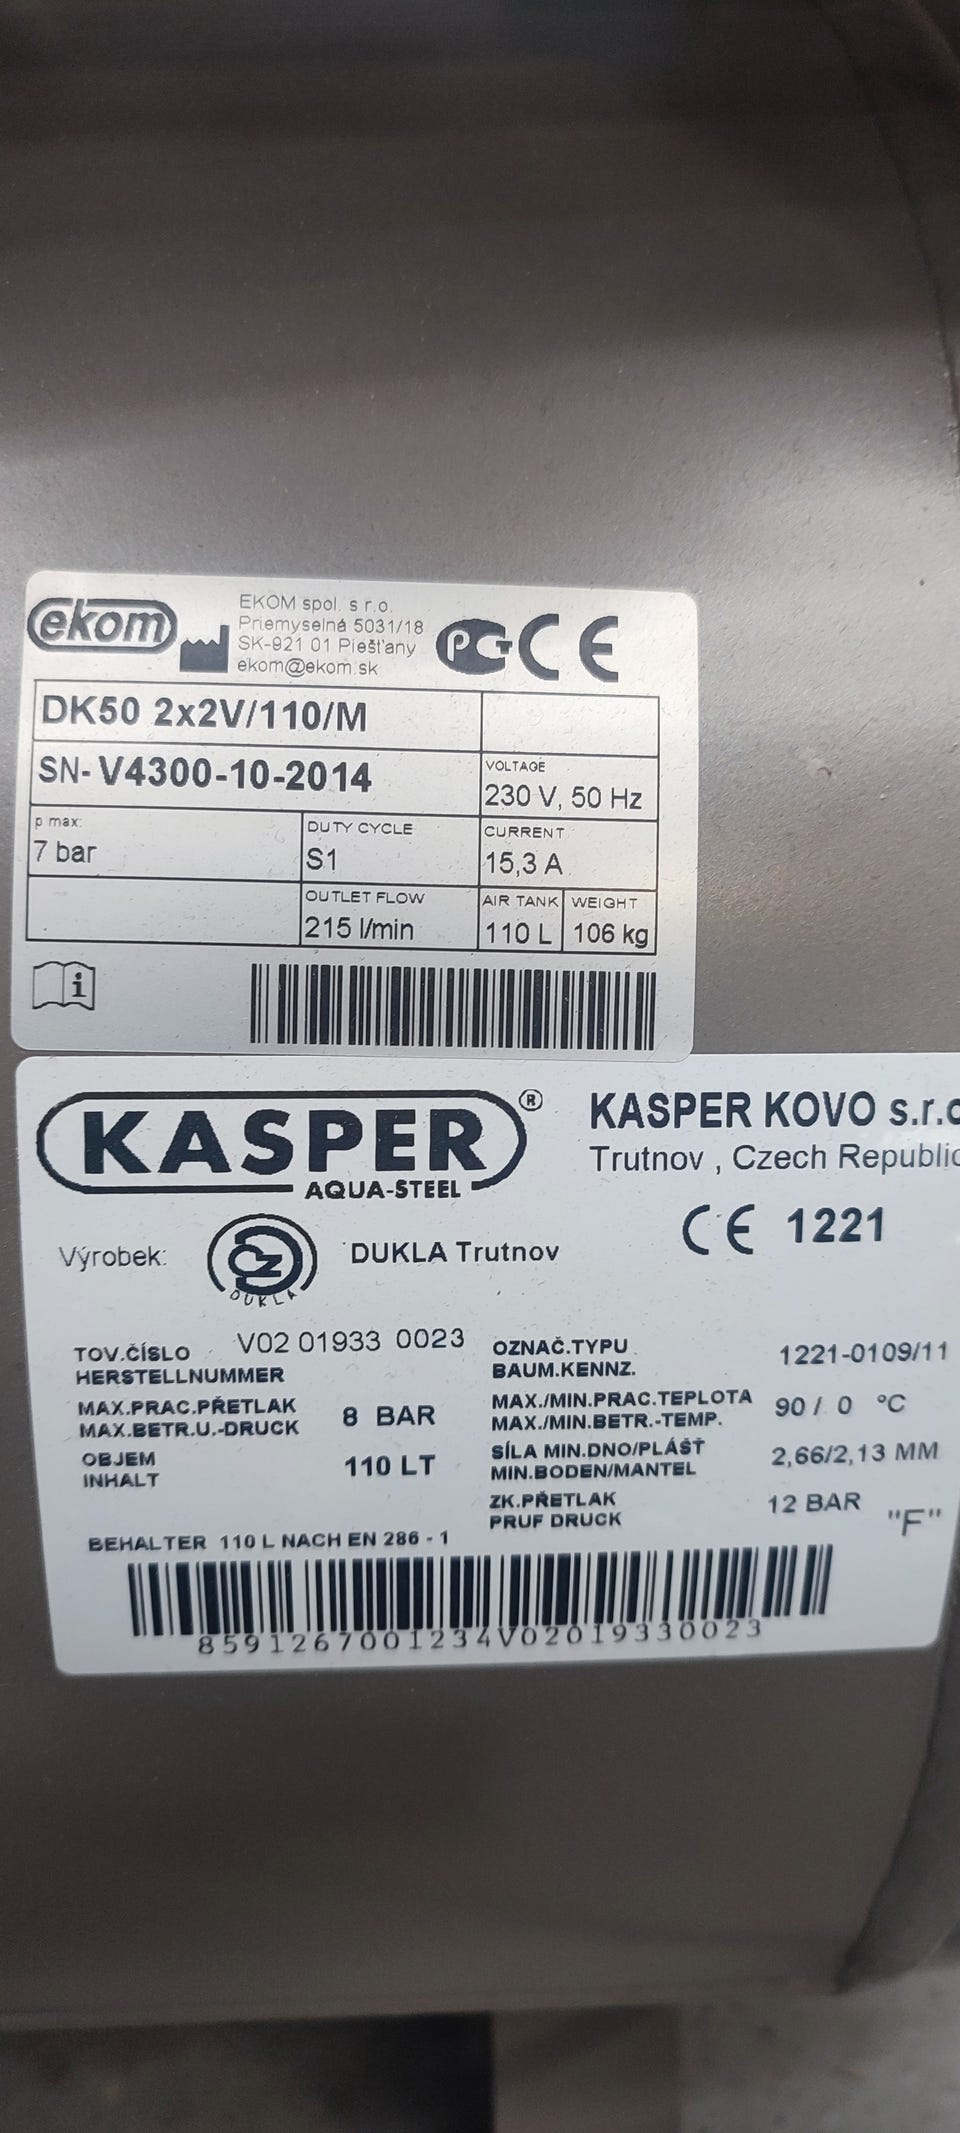 ekom
EKOM spol. s r.o.
Priemyselná 5031/18
SK-921 01 Piešťany
ekom@ekom.sk
PCT CE
DK50 2x2V/110/M
SN- V4300-10-2014
VOLTAGE
230 V, 50 Hz
p max:
7 bar
DUTY CYCLE
S1
CURRENT
15,3 A
OUTLET FLOW
215 l/min
AIR TANK
110 L
WEIGHT
106 kg
i
KASPER ®
AQUA-STEEL
KASPER KOVO s.r.o
Trutnov , Czech Republic
CE 1221
Výrobek:
DUKLA
DUKLA Trutnov
TOV.ČÍSLO V02 01933 0023
HERSTELLNUMMER
OZNAČ.TYPU 1221-0109/11
BAUM.KENNZ.
MAX.PRAC.PŘETLAK 8 BAR
MAX.BETR.U.-DRUCK
MAX./MIN.PRAC.TEPLOTA 90 / 0 °C
MAX./MIN.BETR.-TEMP.
OBJEM 110 LT
INHALT
SÍLA MIN.DNO/PLÁŠŤ 2,66/2,13 MM
MIN.BODEN/MANTEL
ZK.PŘETLAK 12 BAR
PRUF DRUCK "F"
BEHALTER 110 L NACH EN 286 - 1
8591267001234V02019330023